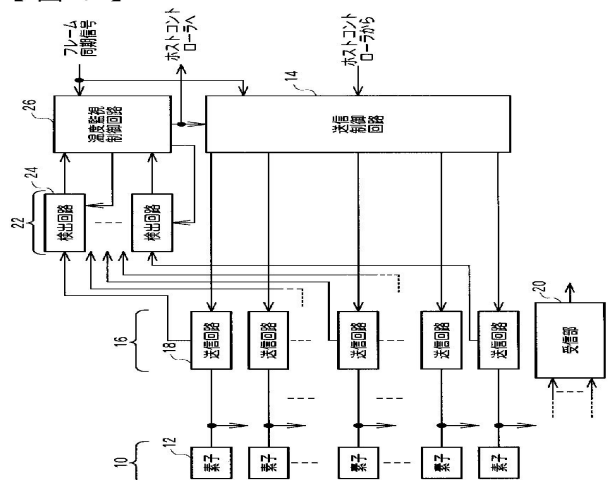 フレーム
同期信号
ホストコント
ローラへ
ホストコント
ローラから
26
温度監視
制御回路
14
送信
制御
回路
22
24
検出回路
検出回路
16
18
送信回路
送信回路
送信回路
送信回路
送信回路
20
受信部
10
12
素子
素子
素子
素子
素子